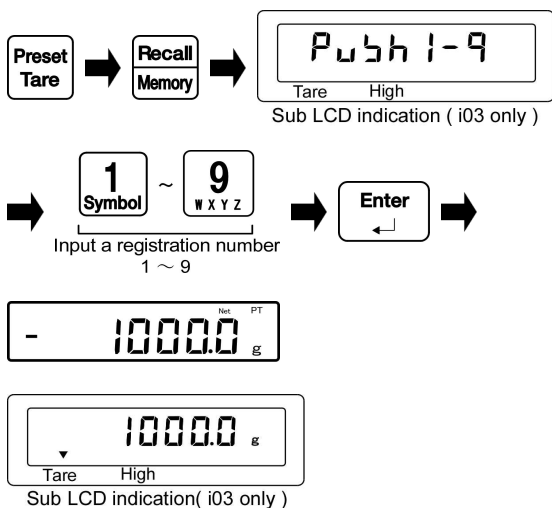 Preset
Tare
Recall
Memory
Push 1-9
Tare High
Sub LCD indication ( i03 only )
1
Symbol
~
9
W X Y Z
Enter
Input a registration number
1 ～ 9
Net PT
- 1000.0 g
1000.0 g
Tare High
Sub LCD indication( i03 only )